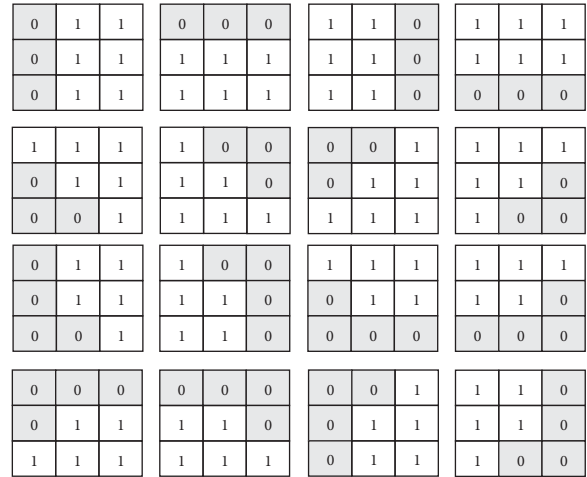 0 1 1 0 0 0 1 1 0 1 1 1
0 1 1 1 1 1 1 1 0 1 1 1
0 1 1 1 1 1 1 1 0 0 0 0
1 1 1 1 0 0 0 0 1 1 1 1
0 1 1 1 1 0 0 1 1 1 1 0
0 0 1 1 1 1 1 1 1 1 0 0
0 1 1 1 0 0 1 1 1 1 1 1
0 1 1 1 1 0 0 1 1 1 1 0
0 0 1 1 1 0 0 0 0 0 0 0
0 0 0 0 0 0 0 0 1 1 1 0
0 1 1 1 1 0 0 1 1 1 1 0
1 1 1 1 1 1 0 1 1 1 0 0